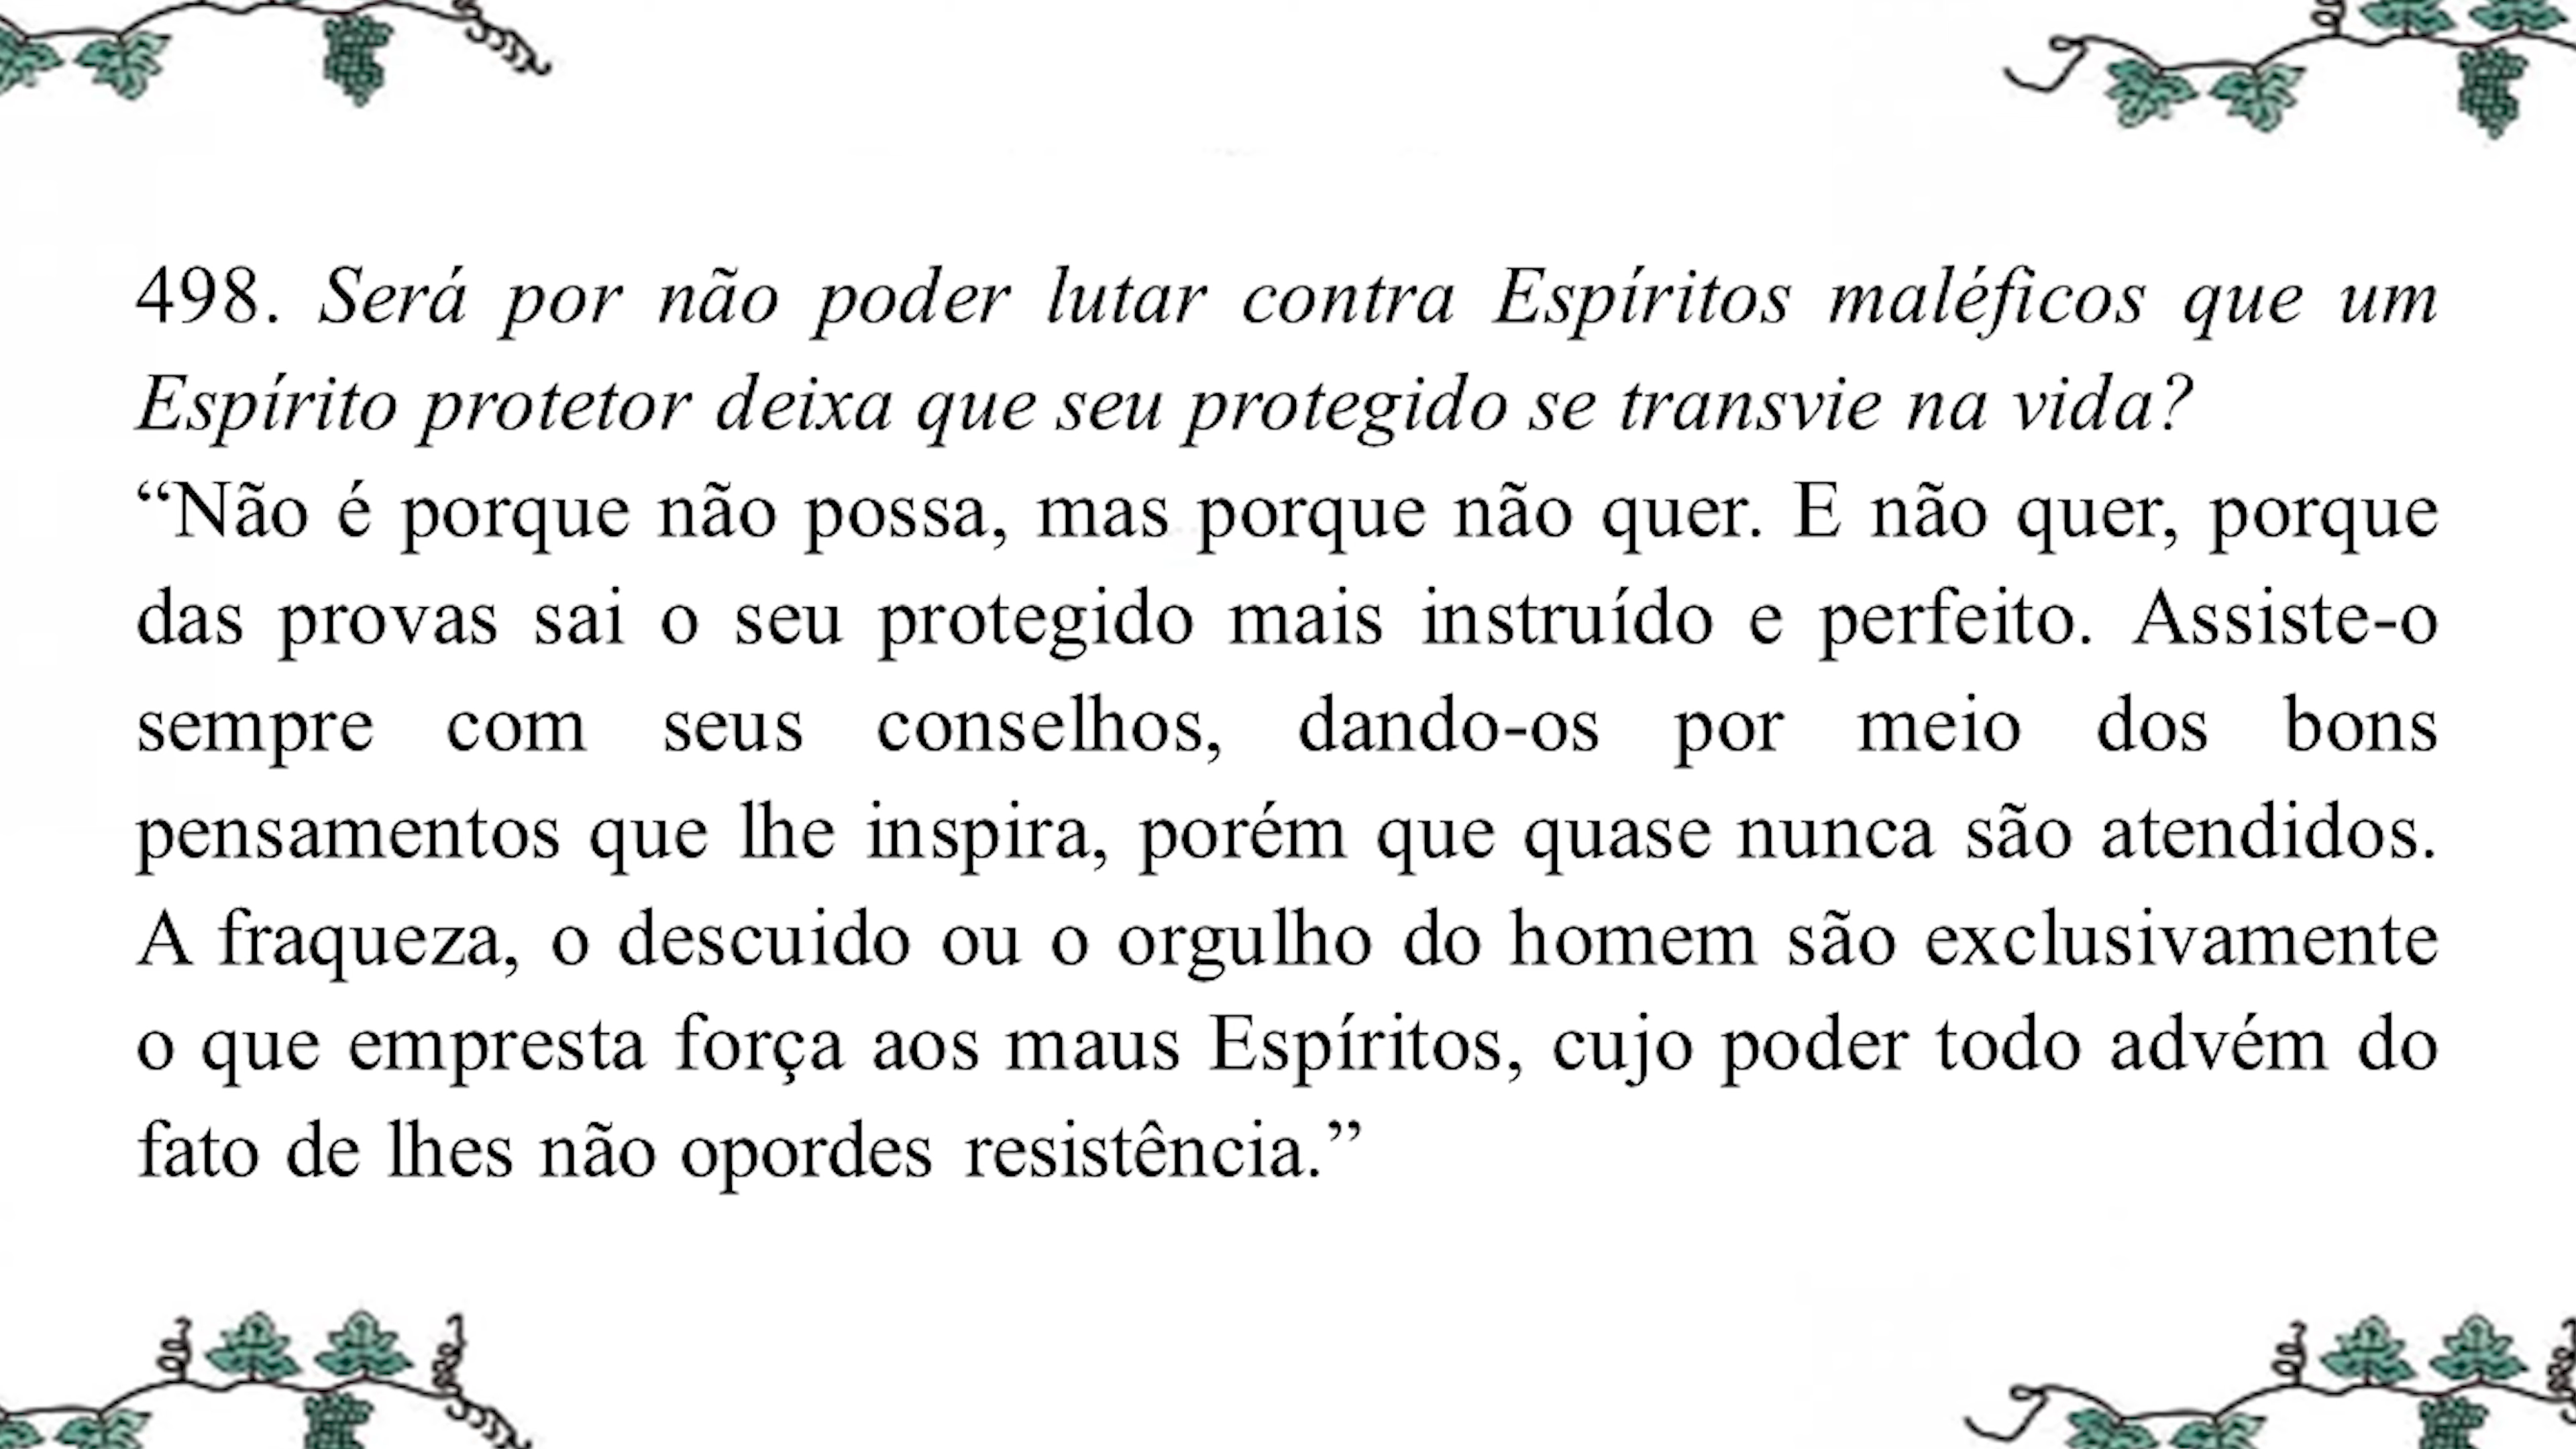 498. Será por não poder lutar contra Espíritos maléficos que um
Espírito protetor deixa que seu protegido se transvie na vida?
“Não é porque não possa, mas porque não quer. E não quer, porque
das provas sai o seu protegido mais instruído e perfeito. Assiste-o
sempre com seus conselhos, dando-os por meio dos bons
pensamentos que lhe inspira, porém que quase nunca são atendidos.
A fraqueza, o descuido ou o orgulho do homem são exclusivamente
o que empresta força aos maus Espíritos, cujo poder todo advém do
fato de lhes não opordes resistência.”